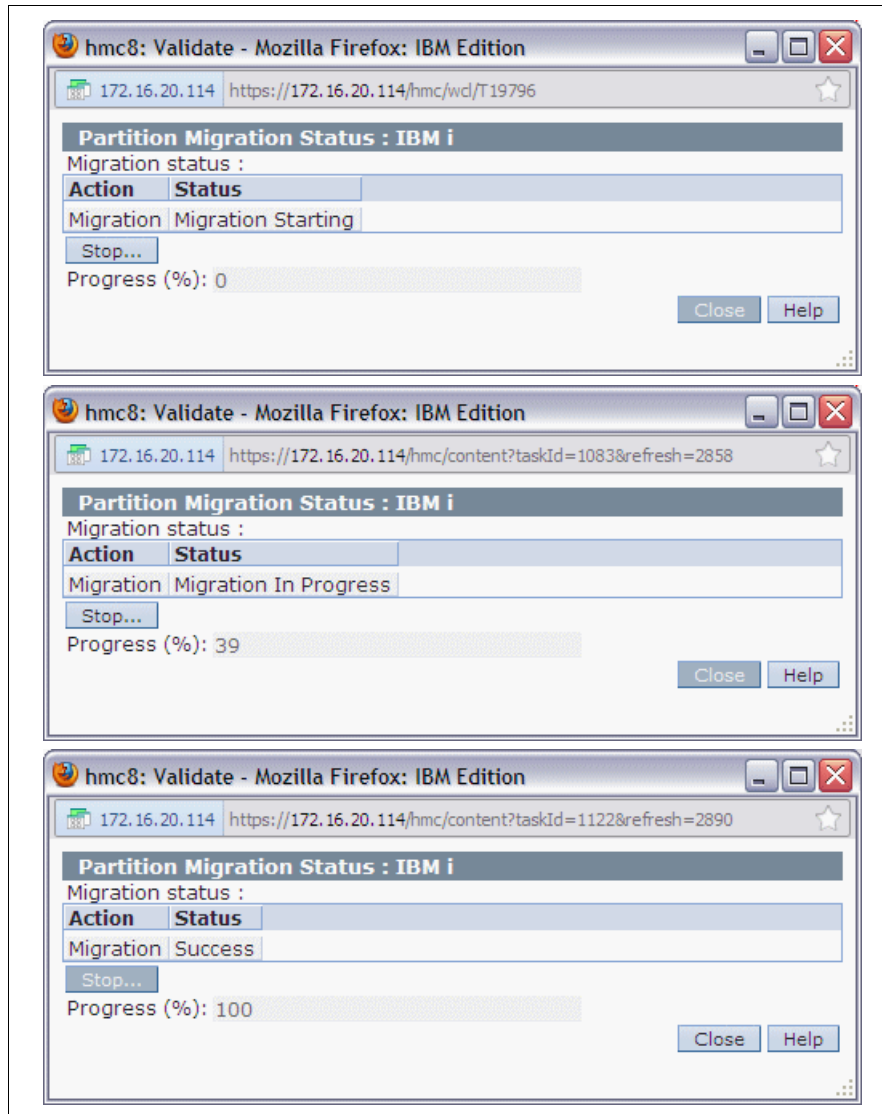 hmc8: Validate - Mozilla Firefox: IBM Edition
172.16.20.114 https://172.16.20.114/hmc/wcl/T19796
Partition Migration Status : IBM i
Migration status :
Action Status
Migration Migration Starting
Stop...
Progress (%): 0
Close Help
hmc8: Validate - Mozilla Firefox: IBM Edition
172.16.20.114 https://172.16.20.114/hmc/content?taskId=1083&refresh=2858
Partition Migration Status : IBM i
Migration status :
Action Status
Migration Migration In Progress
Stop...
Progress (%): 39
Close Help
hmc8: Validate - Mozilla Firefox: IBM Edition
172.16.20.114 https://172.16.20.114/hmc/content?taskId=1122&refresh=2890
Partition Migration Status : IBM i
Migration status :
Action Status
Migration Success
Stop...
Progress (%): 100
Close Help